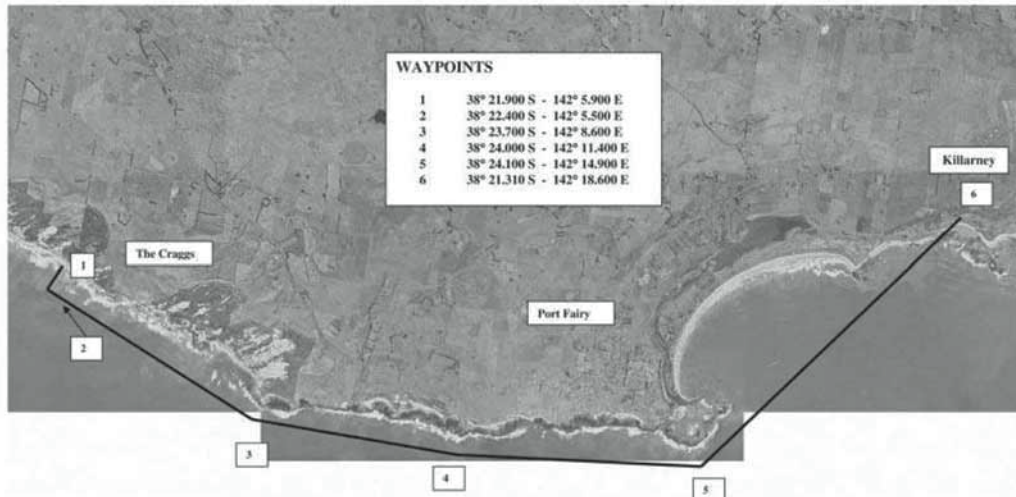 WAYPOINTS
1 38° 21.900 S - 142° 5.900 E
2 38° 22.400 S - 142° 5.500 E
3 38° 23.700 S - 142° 8.600 E
4 38° 24.000 S - 142° 11.400 E
5 38° 24.100 S - 142° 14.900 E
6 38° 21.310 S - 142° 18.600 E
Killarney
6
The Craggs
1
Port Fairy
2
3
4
5